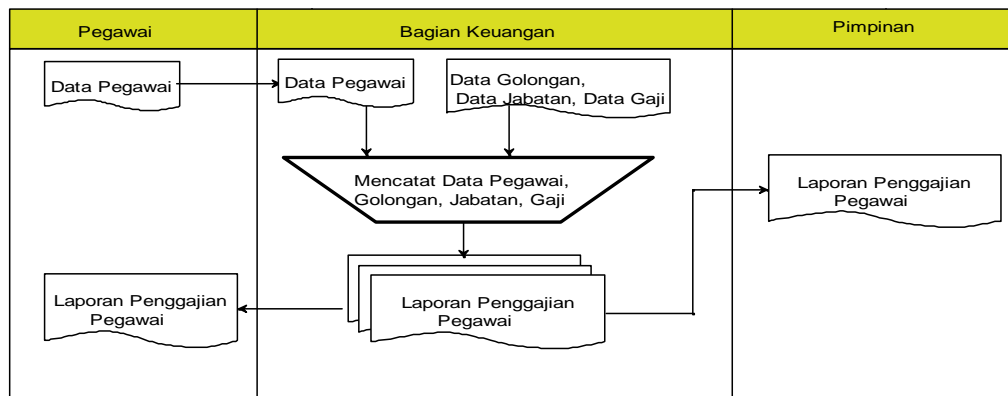 Pegawai
Bagian Keuangan
Pimpinan
Data Pegawai
Data Pegawai
Data Golongan,
Data Jabatan, Data Gaji
Mencatat Data Pegawai,
Golongan, Jabatan, Gaji
Laporan Penggajian
Pegawai
Laporan Penggajian
Pegawai
Laporan Penggajian
Pegawai